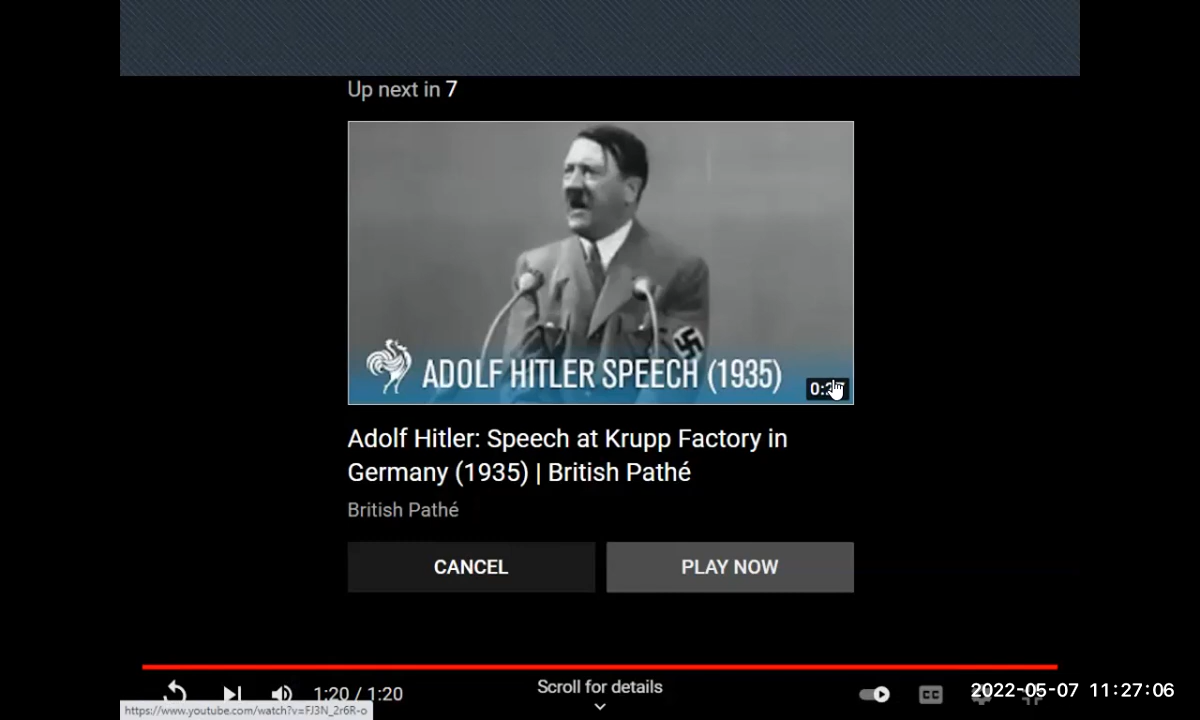 Up next in 7
ADOLF HITLER SPEECH (1935)
Adolf Hitler: Speech at Krupp Factory in
Germany (1935) | British Pathé
British Pathé
CANCEL
PLAY NOW
1:20 / 1:20
Scroll for details
CC
2022-05-07 11:27:06
https://www.youtube.com/watch?v=FJ3N_2r6R-o